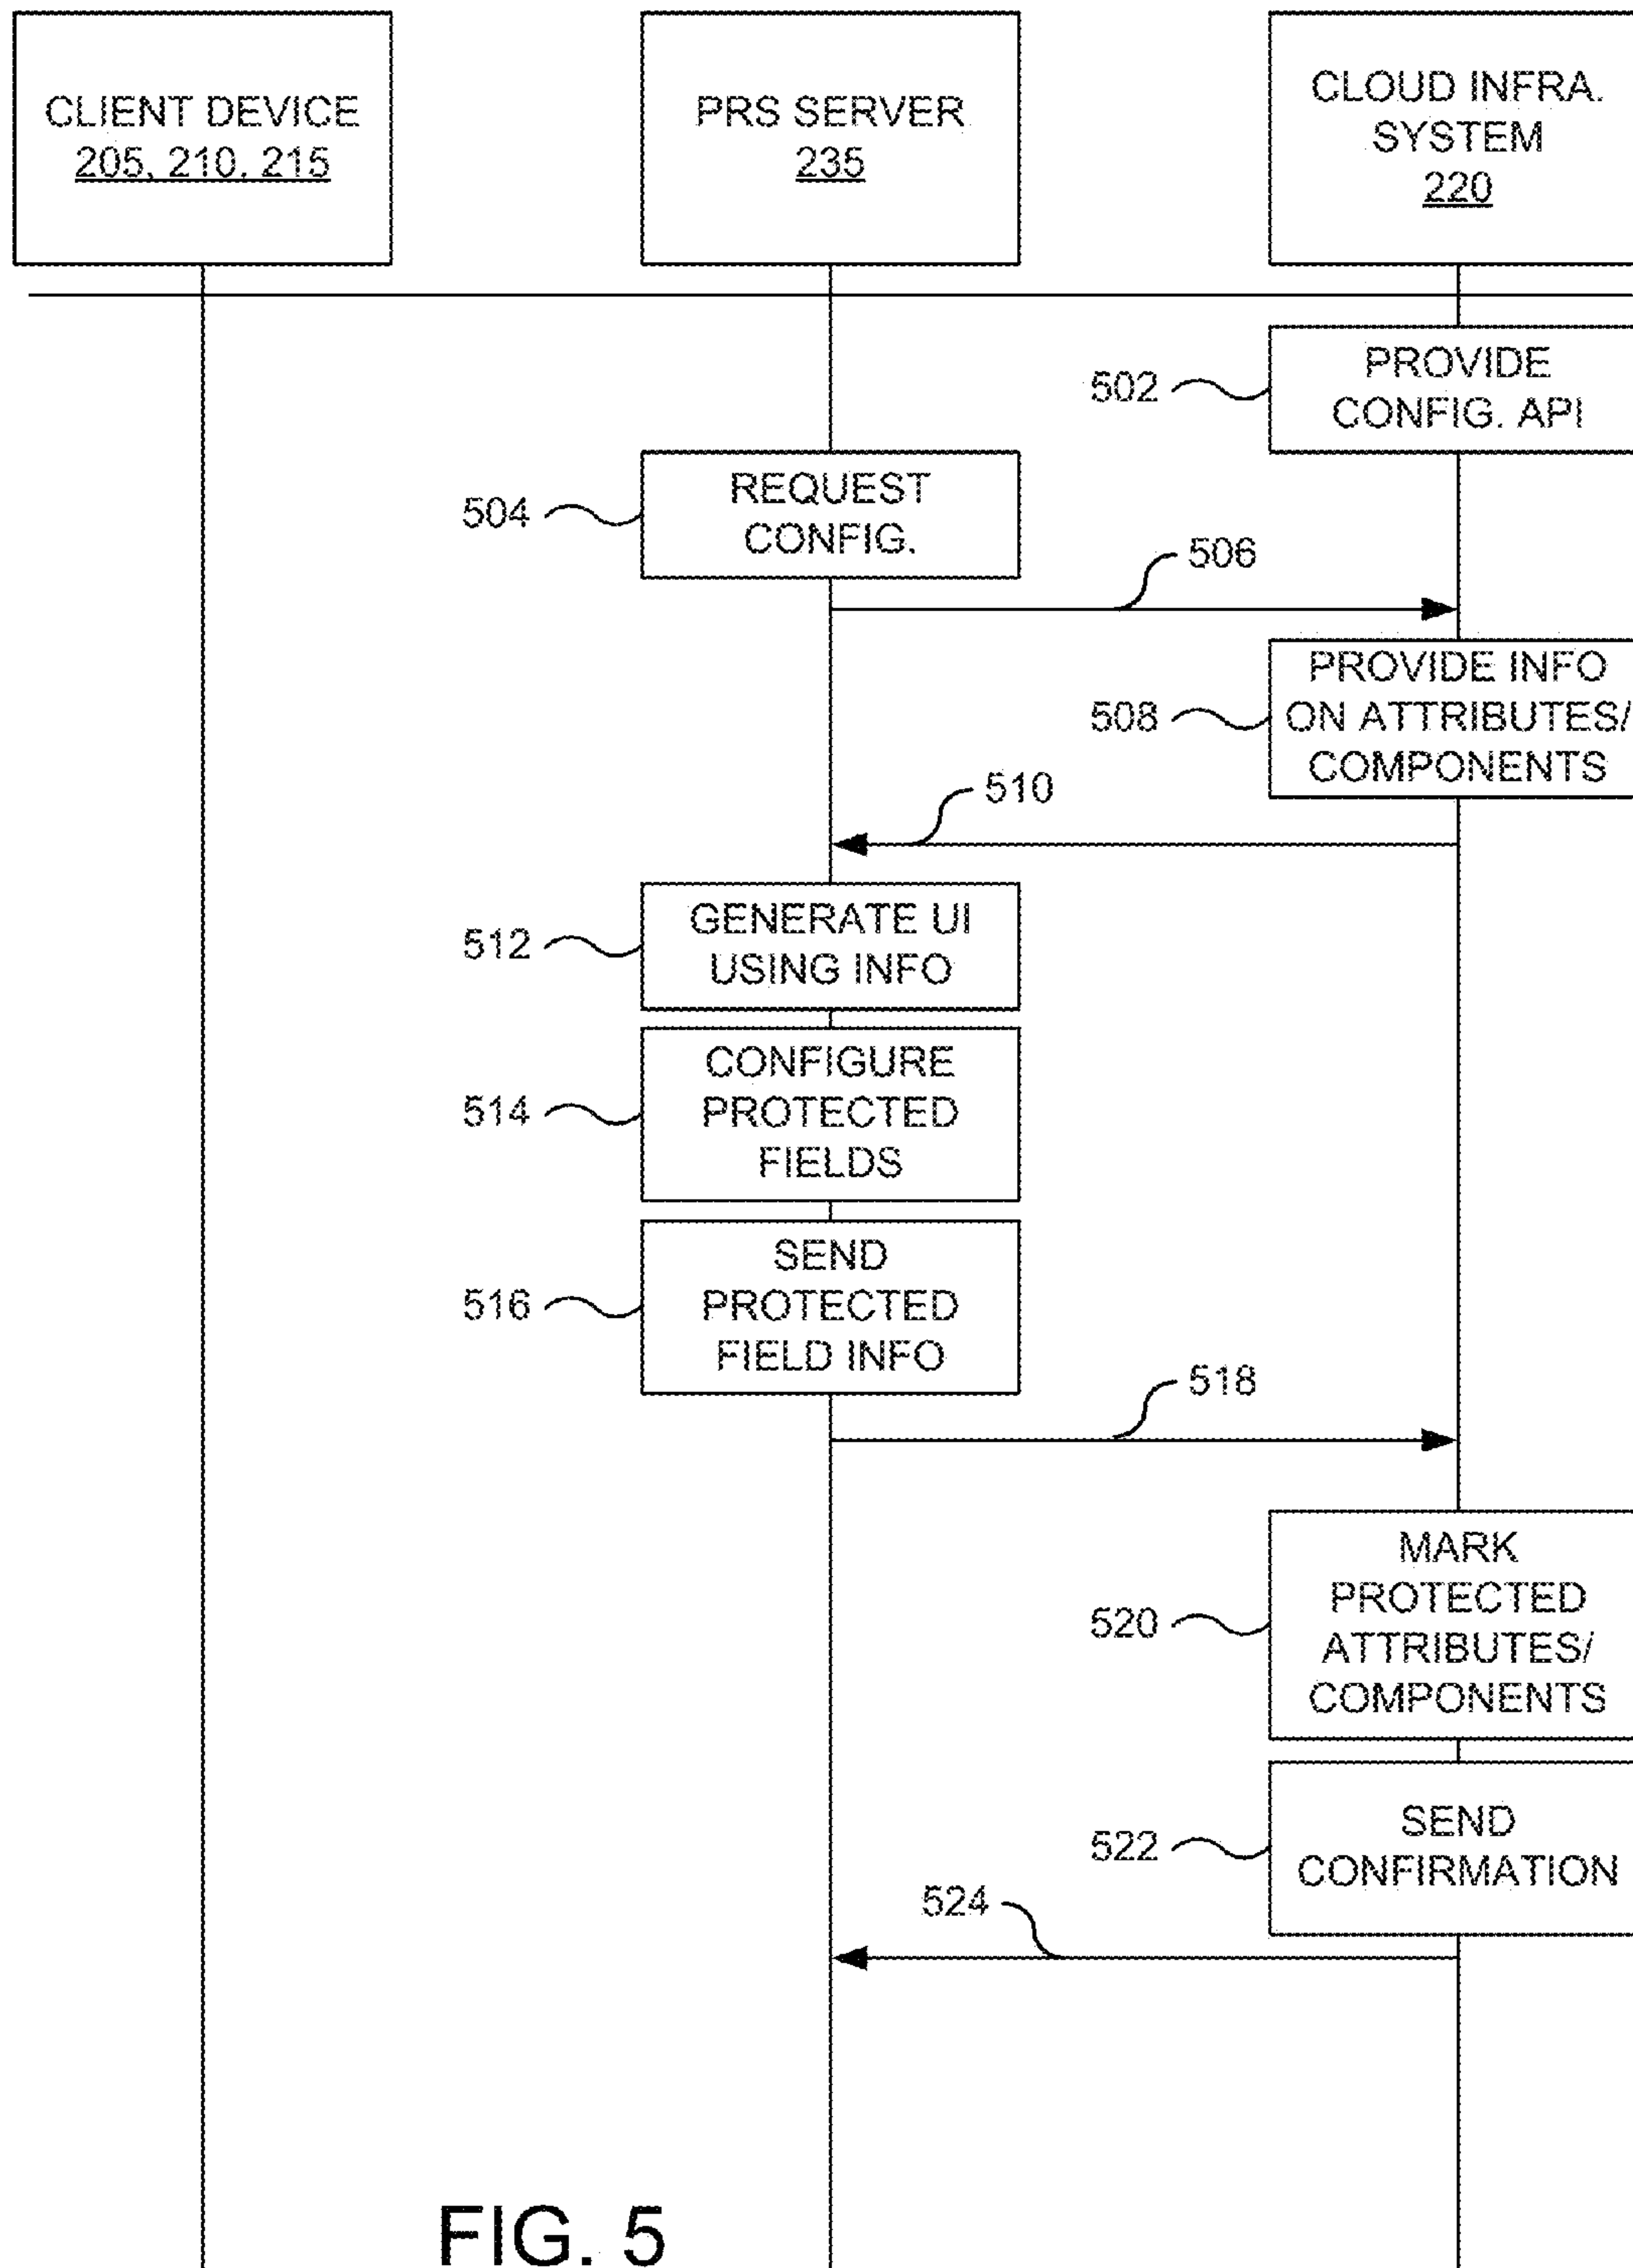 CLIENT DEVICE
205, 210, 215
PRS SERVER
235
CLOUD INFRA.
SYSTEM
220
502
PROVIDE
CONFIG. API
504
REQUEST
CONFIG.
506
508
PROVIDE INFO
ON ATTRIBUTES/
COMPONENTS
510
512
GENERATE UI
USING INFO
514
CONFIGURE
PROTECTED
FIELDS
516
SEND
PROTECTED
FIELD INFO
518
520
MARK
PROTECTED
ATTRIBUTES/
COMPONENTS
522
SEND
CONFIRMATION
524
FIG. 5